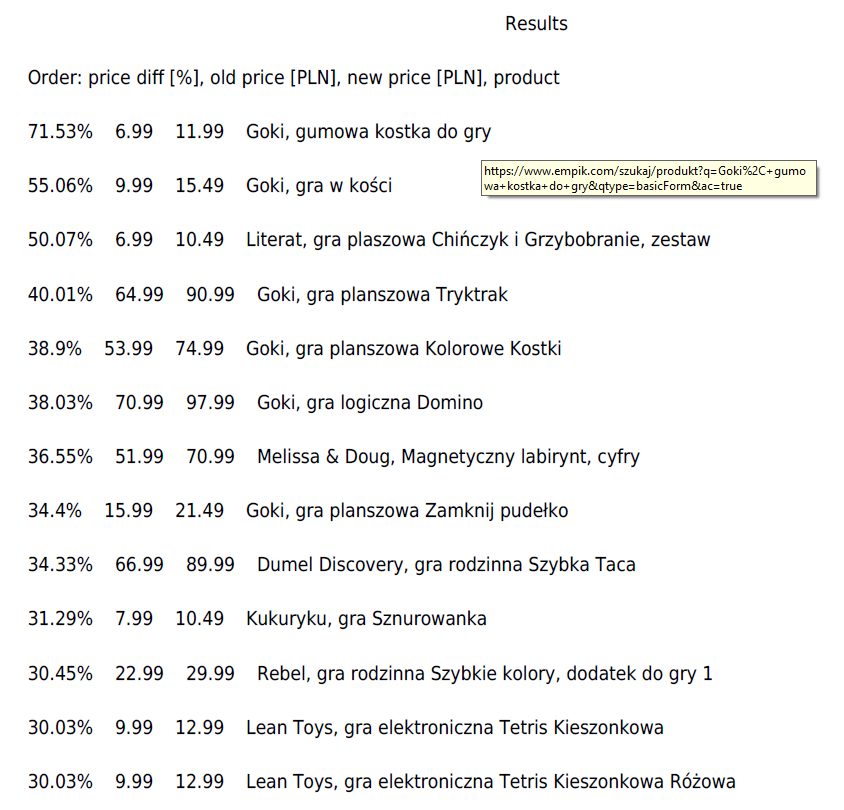 Results
Order: price diff [%], old price [PLN], new price [PLN], product
71.53% 6.99 11.99 Goki, gumowa kostka do gry
https://www.empik.com/szukaj/produkt?q=Goki%2C+gumo
wa+kostka+do+gry&qtype=basicForm&ac=true
55.06% 9.99 15.49 Goki, gra w kości
50.07% 6.99 10.49 Literat, gra plaszowa Chińczyk i Grzybobranie, zestaw
40.01% 64.99 90.99 Goki, gra planszowa Tryktrak
38.9% 53.99 74.99 Goki, gra planszowa Kolorowe Kostki
38.03% 70.99 97.99 Goki, gra logiczna Domino
36.55% 51.99 70.99 Melissa & Doug, Magnetyczny labirynt, cyfry
34.4% 15.99 21.49 Goki, gra planszowa Zamknij pudełko
34.33% 66.99 89.99 Dumel Discovery, gra rodzinna Szybka Taca
31.29% 7.99 10.49 Kukuryku, gra Sznurowanka
30.45% 22.99 29.99 Rebel, gra rodzinna Szybkie kolory, dodatek do gry 1
30.03% 9.99 12.99 Lean Toys, gra elektroniczna Tetris Kieszonkowa
30.03% 9.99 12.99 Lean Toys, gra elektroniczna Tetris Kieszonkowa Różowa